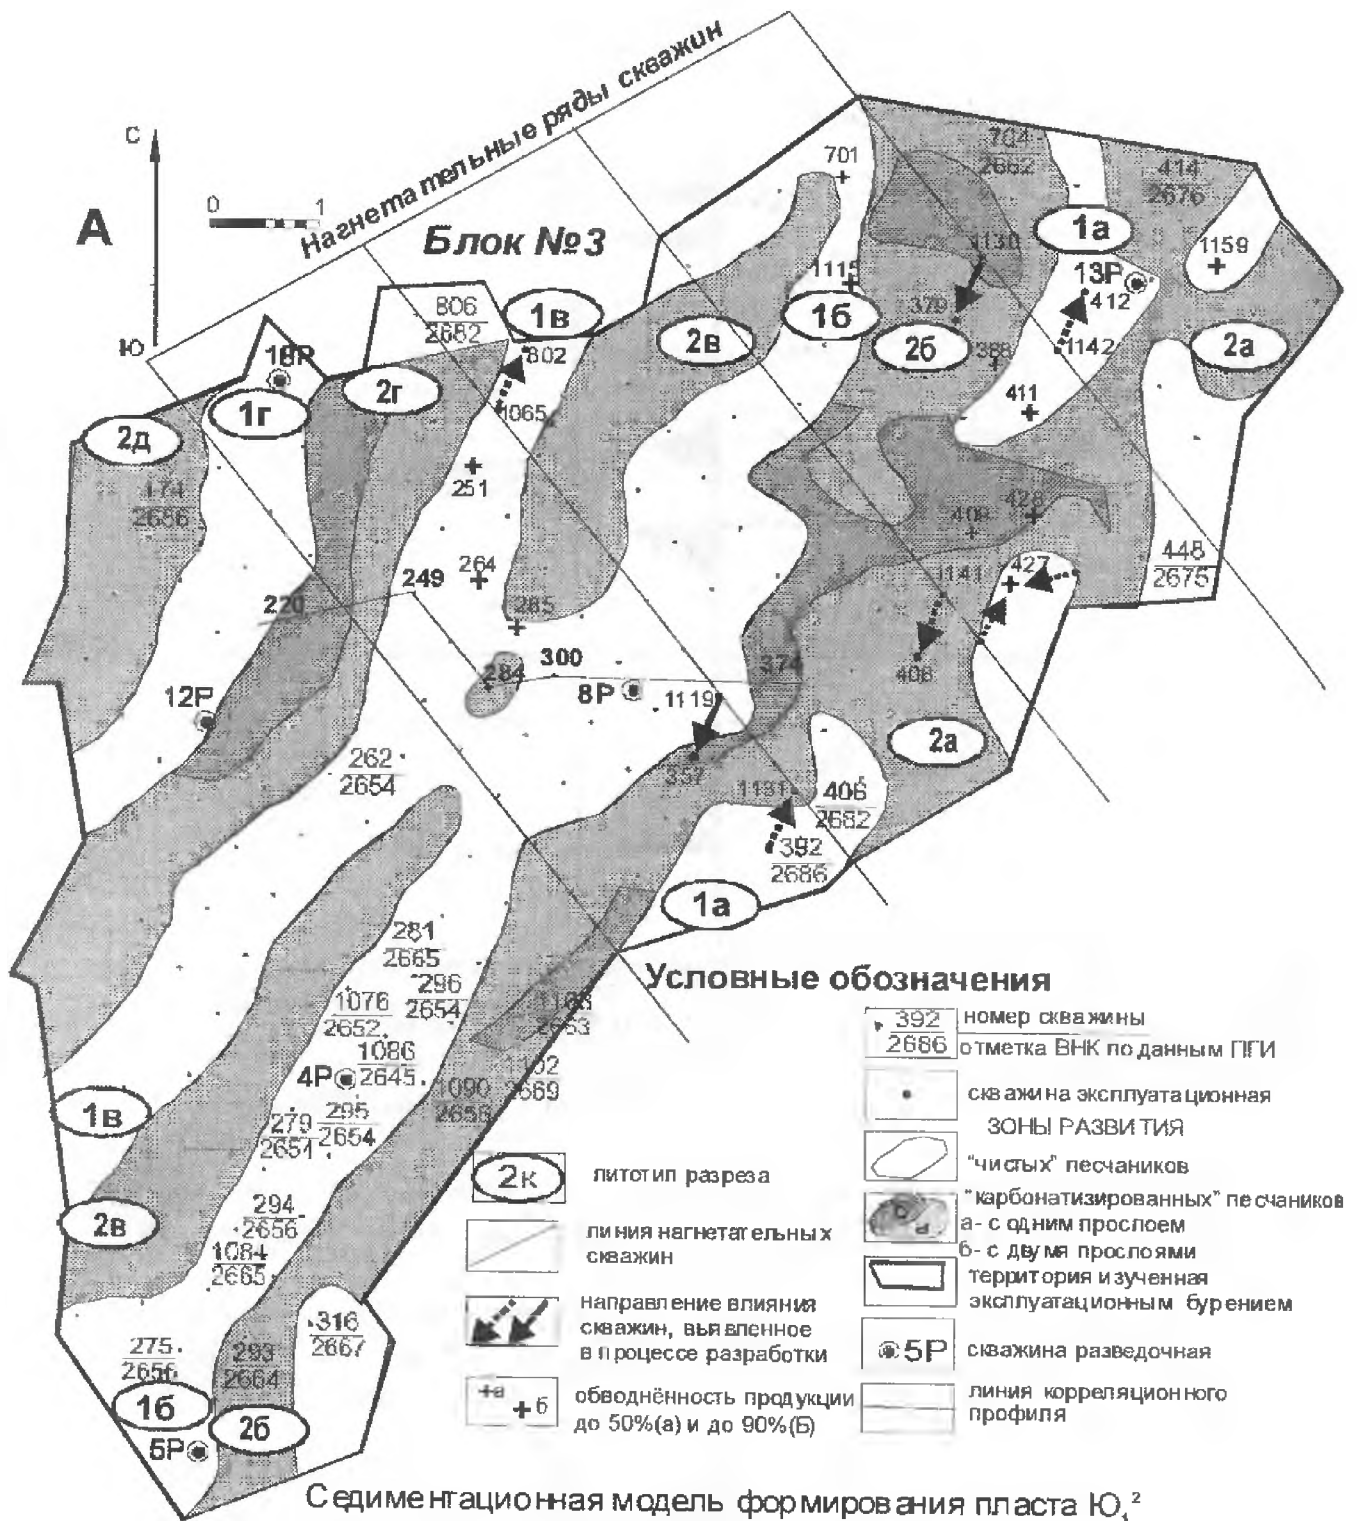 Нагнетательные ряды скважин
С
Ю
А
0 1
Блок №3
701
704
2662
414
2676
1а
1159
1130
13Р
412
1115
1б
379
2б
388
1142
2а
411
806
2682
1в
802
2в
18Р
1г
2г
1065
2д
174
2686
251
428
409
448
2675
264
249
427
1141
220
265
408
284
300
374
8Р
1119
12Р
2а
357
262
2654
1131
406
2682
392
2686
1а
281
2665
296
2654
1076
2652
1086
2645
4Р
1090
2658
279
2651
295
2654
1в
2в
294
2656
1084
2665
316
2667
275
2656
293
2664
1б
2б
5Р
Условные обозначения
392
2686
номер скважины
отметка ВНК по данным ПГИ
скважина эксплуатационная
ЗОНЫ РАЗВИТИЯ
"чистых" песчаников
"карбонатизированных" песчаников
а- с одним прослоем
б- с двумя прослоями
территория изученная
эксплуатационным бурением
5Р
скважина разведочная
линия корреляционного
профиля
2к
литотип разреза
линия нагнетательных
скважин
направление влияния
скважин, выявленное
в процессе разработки
+а
+б
обводнённость продукции
до 50%(а) и до 90%(Б)
Седиментационная модель формирования пласта Ю₁²